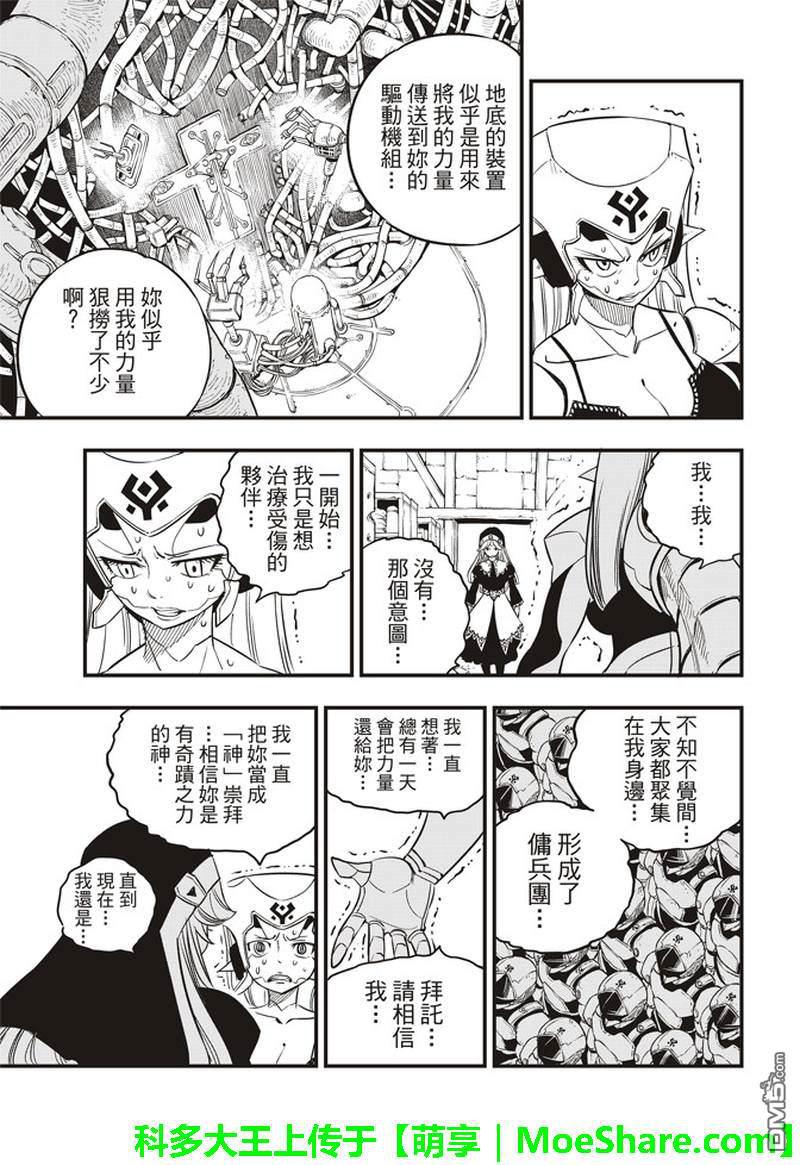 地底的裝置
似乎是用來
將我的力量
傳送到妳的
驅動機組…
妳似乎
用我的力量
狠撈了不少
啊？
我…我…
沒有…
那個意圖…
一開始…
我只是想
治療受傷的
夥伴…
不知不覺間…
大家都聚集
在我身邊…
形成了
傭兵團…
我一直
想著…
總有一天
會把力量
還給妳…
拜託…
請相信
我…
我一直
把妳當成
「神」崇拜
…相信妳是
有奇蹟之力
的神…
直到
現在…
我還是…
DM5.com
科多大王上传于【萌享 | MoeShare.com】